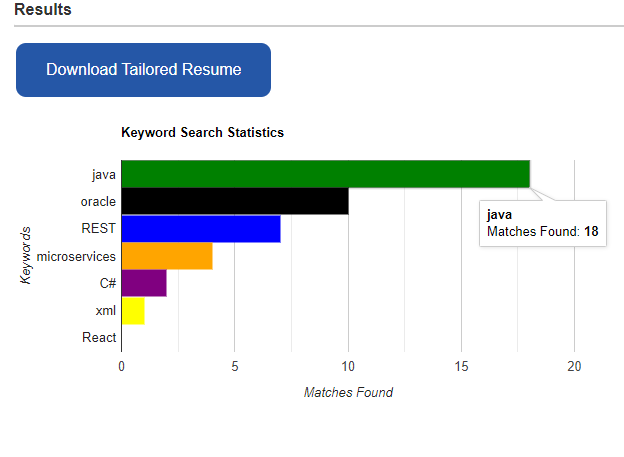 Results
Download Tailored Resume
Keyword Search Statistics
java
oracle
REST
microservices
C#
xml
React
Keywords
java
Matches Found: 18
0 5 10 15 20
Matches Found